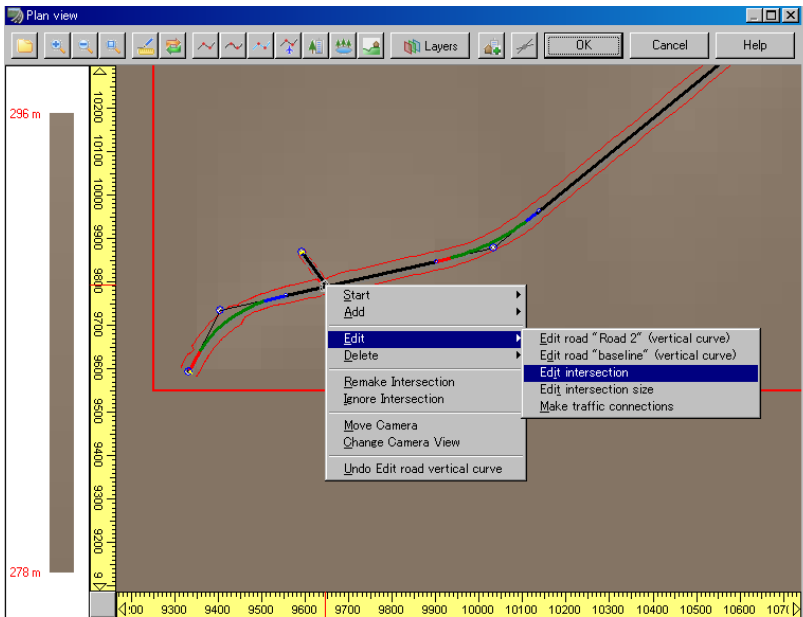 Plan view
Layers
OK
Cancel
Help
296 m
278 m
10200
10100
10000
9900
9800
9700
9600
9500
9400
9300
9200
Start
Add
Edit
Delete
Remake Intersection
Ignore Intersection
Move Camera
Change Camera View
Undo Edit road vertical curve
Edit road "Road 2" (vertical curve)
Edit road "baseline" (vertical curve)
Edit intersection
Edit intersection size
Make traffic connections
9300 9400 9500 9600 9700 9800 9900 10000 10100 10200 10300 10400 10500 10600